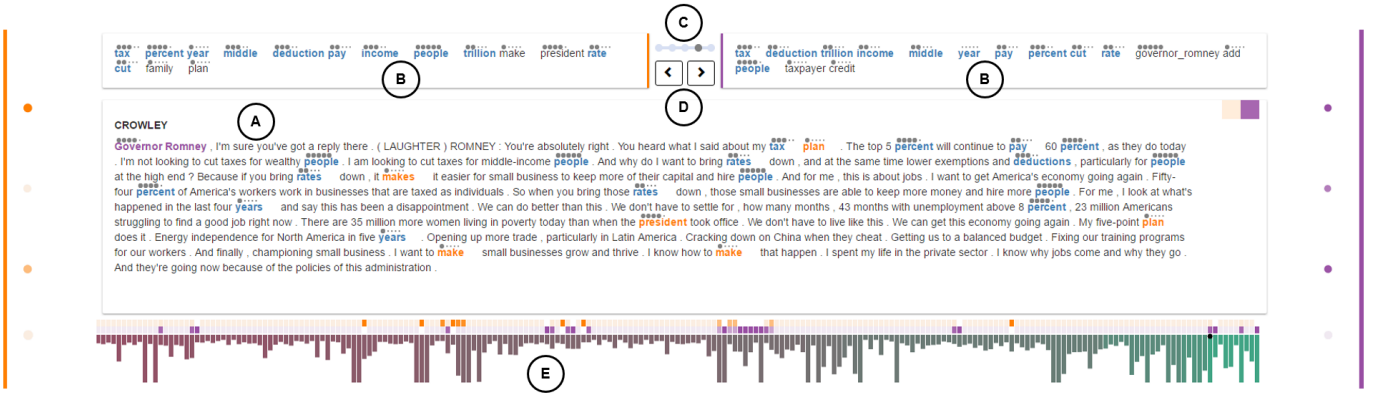 C
tax percent year middle deduction pay income people trillion make president rate
cut family plan
B
tax deduction trillion income middle year pay percent cut rate governor_romney add
people taxpayer credit
B
D
A
CROWLEY
Governor Romney , I'm sure you've got a reply there . ( LAUGHTER ) ROMNEY : You're absolutely right . You heard what I said about my tax plan . The top 5 percent will continue to pay 60 percent , as they do today
. I'm not looking to cut taxes for wealthy people . I am looking to cut taxes for middle-income people . And why do I want to bring rates down , and at the same time lower exemptions and deductions , particularly for people
at the high end ? Because if you bring rates down , it makes it easier for small business to keep more of their capital and hire people . And for me , this is about jobs . I want to get America's economy going again . Fifty-
four percent of America's workers work in businesses that are taxed as individuals . So when you bring those rates down , those small businesses are able to keep more money and hire more people . For me , I look at what's
happened in the last four years and say this has been a disappointment . We can do better than this . We don't have to settle for , how many months , 43 months with unemployment above 8 percent , 23 million Americans
struggling to find a good job right now . There are 35 million more women living in poverty today than when the president took office . We don't have to live like this . We can get this economy going again . My five-point plan
does it . Energy independence for North America in five years . Opening up more trade , particularly in Latin America . Cracking down on China when they cheat . Getting us to a balanced budget . Fixing our training programs
for our workers . And finally , championing small business . I want to make small businesses grow and thrive . I know how to make that happen . I spent my life in the private sector . I know why jobs come and why they go .
And they're going now because of the policies of this administration .
E